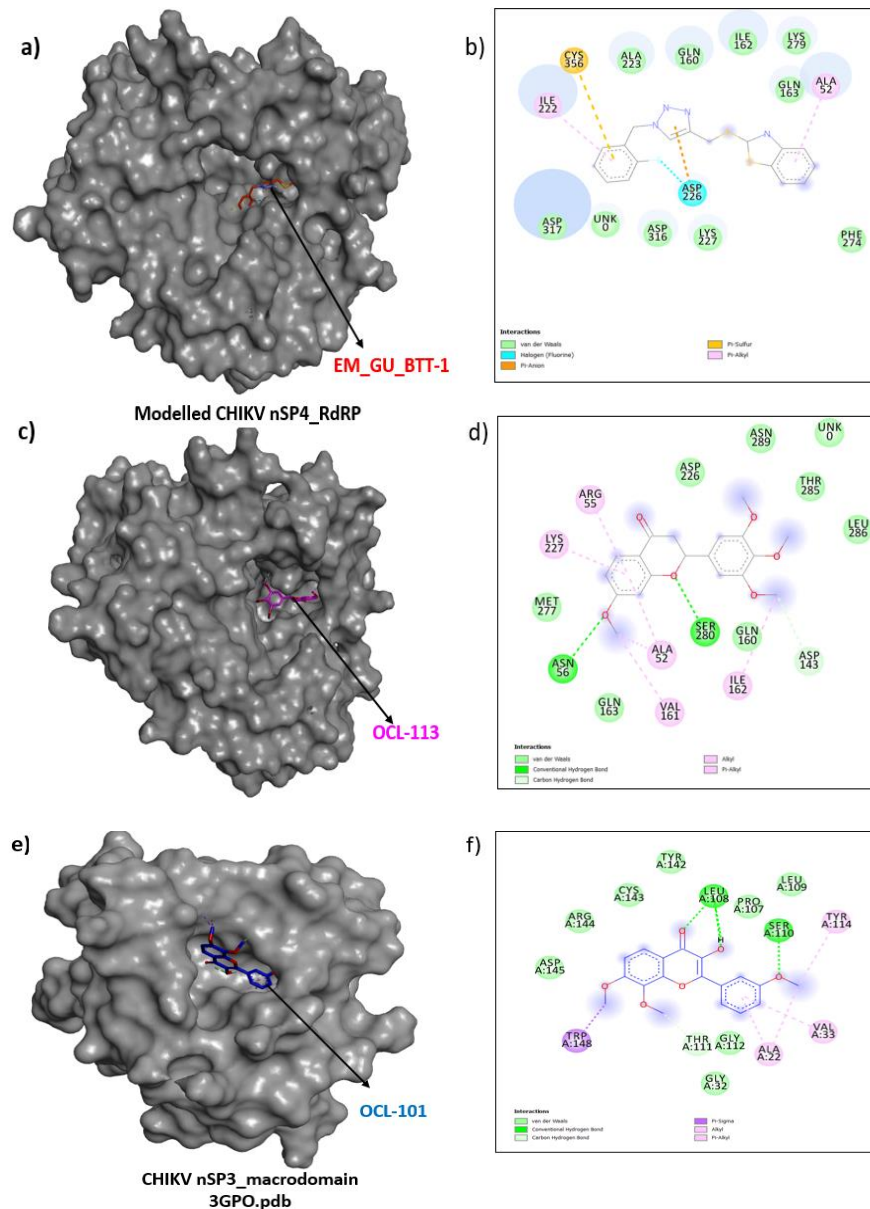 a)
EM_GU_BTT-1
Modelled CHIKV nSP4_RdRP
b)
CYS
356
ALA
223
GLN
160
ILE
162
LYS
279
GLN
163
ALA
52
ILE
222
N
N
N
N
ASP
226
ASP
317
UNK
0
ASP
316
LYS
227
PHE
274
Interactions
van der Waals
Halogen (Fluorine)
Pi-Anion
Pi-Sulfur
Pi-Alkyl
c)
OCL-113
d)
ASN
289
UNK
0
ASP
226
THR
285
ARG
55
LEU
286
LYS
227
MET
277
SER
280
GLN
160
ALA
52
ASP
143
ASN
56
ILE
162
GLN
163
VAL
161
Interactions
van der Waals
Conventional Hydrogen Bond
Carbon Hydrogen Bond
Alkyl
Pi-Alkyl
e)
OCL-101
CHIKV nSP3_macrodomain
3GPO.pdb
f)
TYR
A:142
LEU
A:108
LEU
A:109
CYS
A:143
PRO
A:107
ARG
A:144
SER
A:110
TYR
A:114
H
ASP
A:145
TRP
A:148
THR
A:111
GLY
A:112
ALA
A:22
VAL
A:33
GLY
A:32
Interactions
van der Waals
Conventional Hydrogen Bond
Carbon Hydrogen Bond
Pi-Sigma
Alkyl
Pi-Alkyl